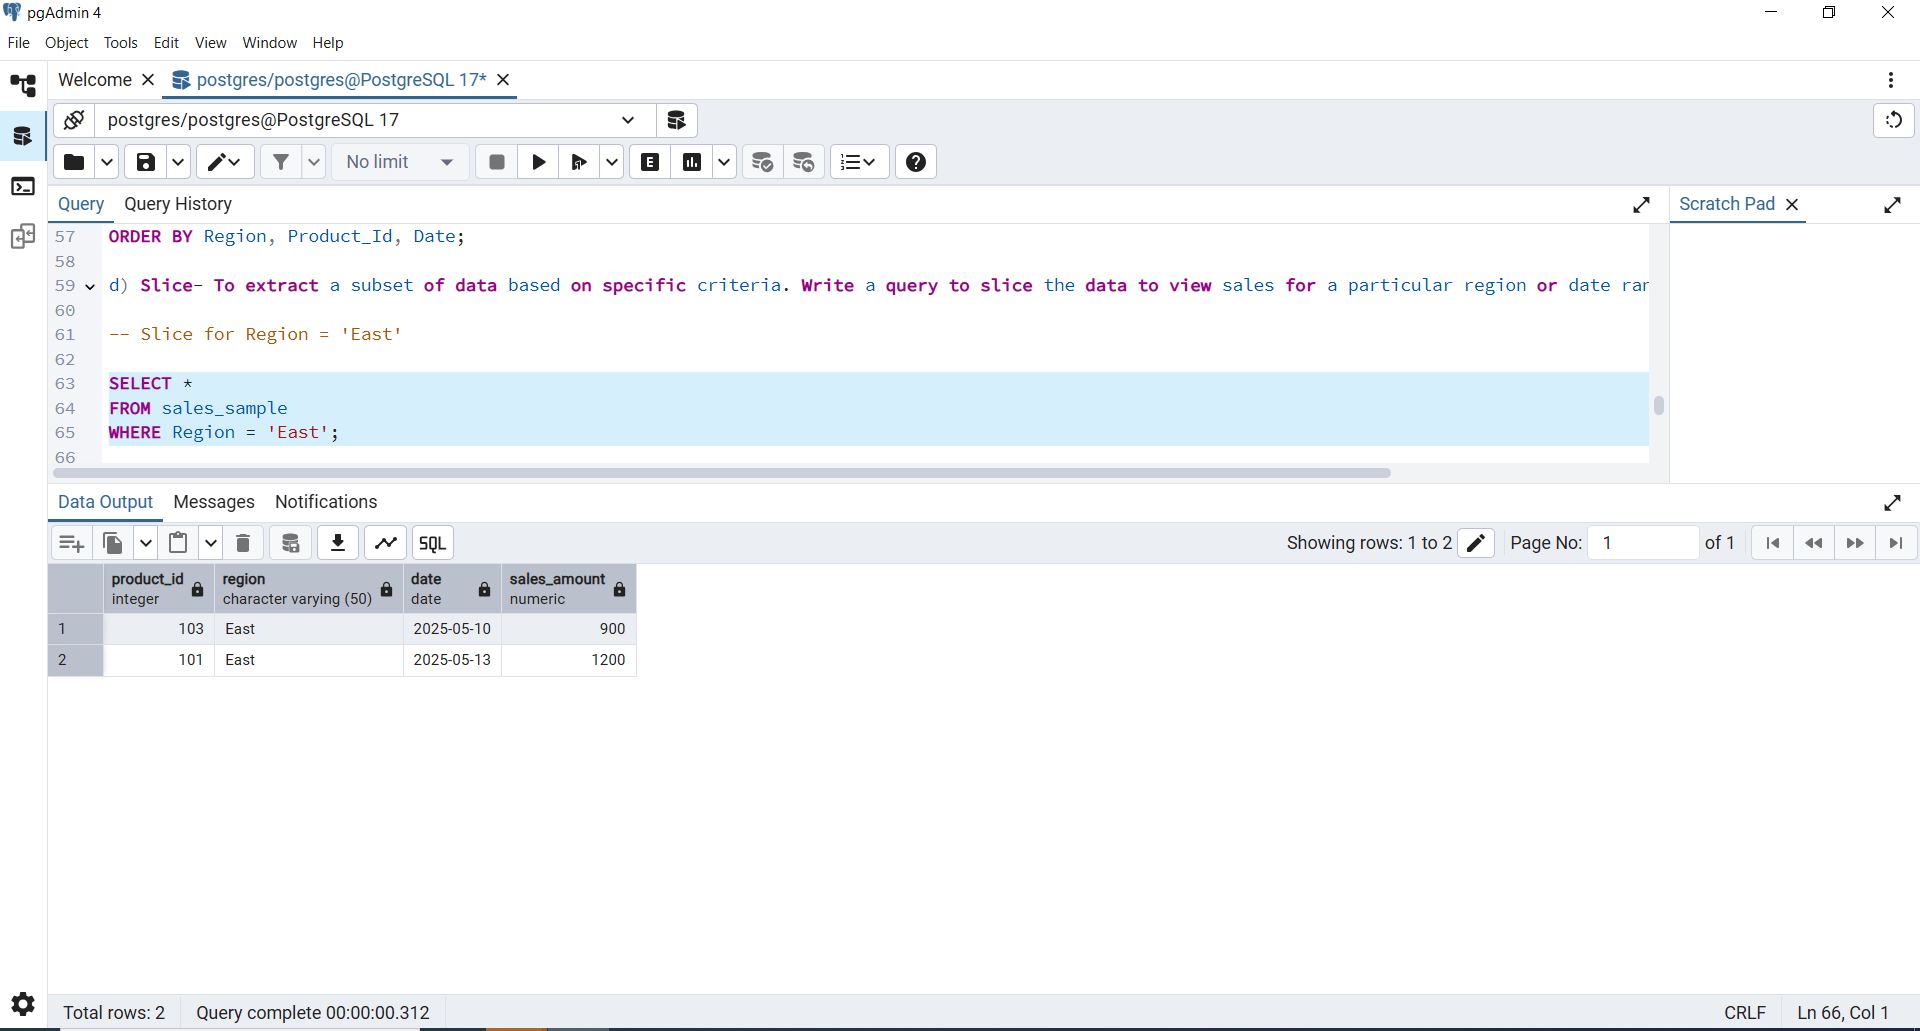 pgAdmin 4
File Object Tools Edit View Window Help
Welcome postgres/postgres@PostgreSQL 17*
postgres/postgres@PostgreSQL 17
No limit E
Query Query History Scratch Pad
57 ORDER BY Region, Product_Id, Date;
58
59 d) Slice- To extract a subset of data based on specific criteria. Write a query to slice the data to view sales for a particular region or date ran
60
61 -- Slice for Region = 'East'
62
63 SELECT *
64 FROM sales_sample
65 WHERE Region = 'East';
66
Data Output Messages Notifications
SQL Showing rows: 1 to 2 Page No: 1 of 1
product_id region date sales_amount
integer character varying (50) date numeric
1 103 East 2025-05-10 900
2 101 East 2025-05-13 1200
Total rows: 2 Query complete 00:00:00.312 CRLF Ln 66, Col 1